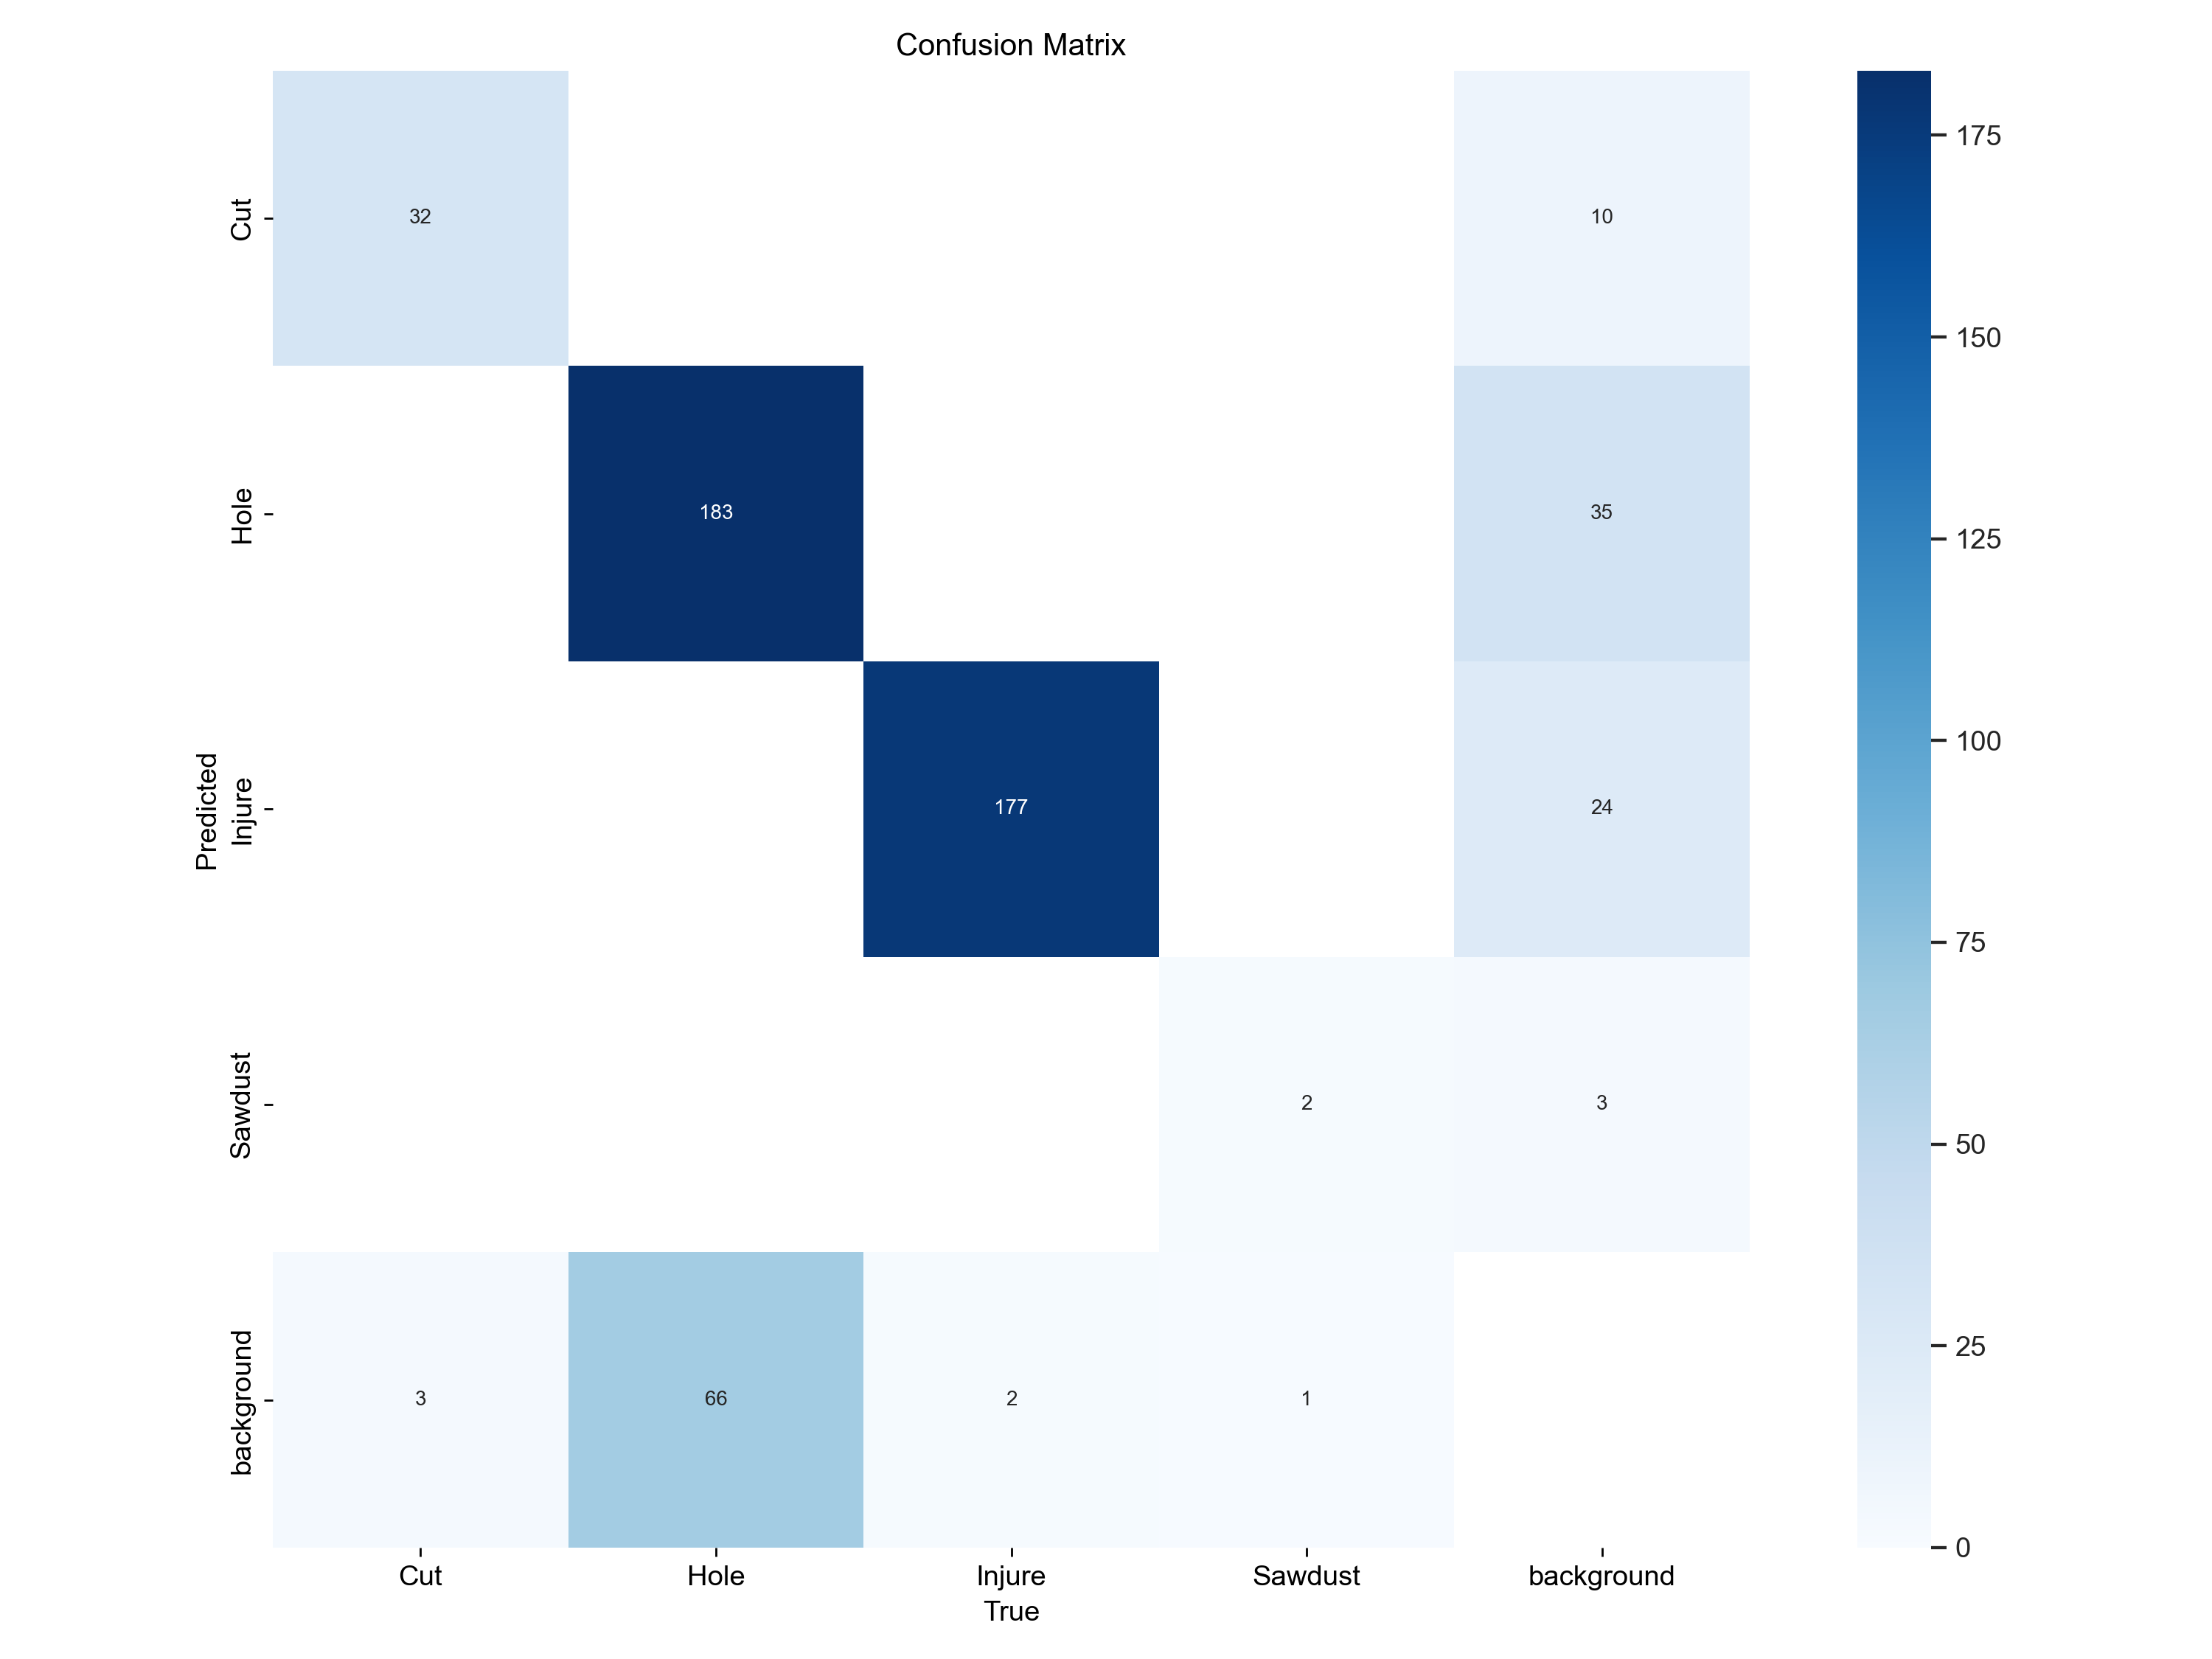 Confusion Matrix
Cut
32
10
175
150
Hole
183
35
125
100
Predicted
Injure
177
24
75
Sawdust
2
3
50
25
background
3
66
2
1
0
Cut
Hole
Injure
Sawdust
background
True